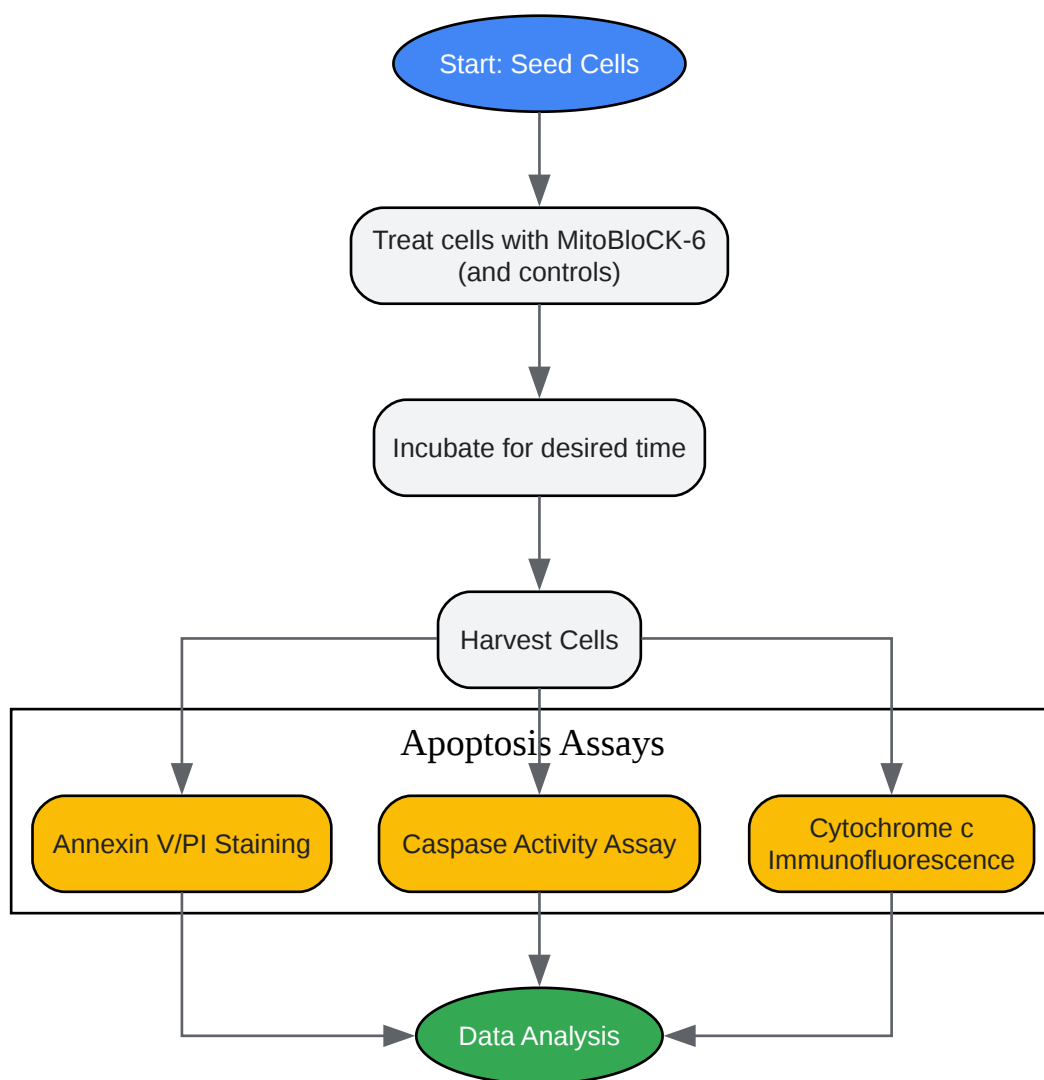 Start: Seed Cells
Treat cells with MitoBloCK-6
(and controls)
Incubate for desired time
Harvest Cells
Apoptosis Assays
Annexin V/PI Staining
Caspase Activity Assay
Cytochrome c
Immunofluorescence
Data Analysis